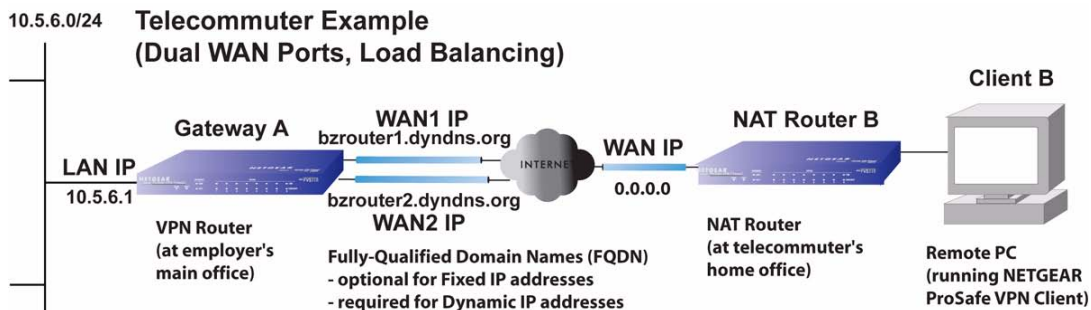 10.5.6.0/24
Telecommuter Example
(Dual WAN Ports, Load Balancing)
Client B
Gateway A
WAN1 IP
bzrouter1.dyndns.org
INTERNET
WAN IP
0.0.0.0
NAT Router B
LAN IP
10.5.6.1
NETGEAR
NETGEAR
bzrouter2.dyndns.org
WAN2 IP
VPN Router
(at employer's
main office)
Fully-Qualified Domain Names (FQDN)
- optional for Fixed IP addresses
- required for Dynamic IP addresses
NAT Router
(at telecommuter's
home office)
Remote PC
(running NETGEAR
ProSafe VPN Client)